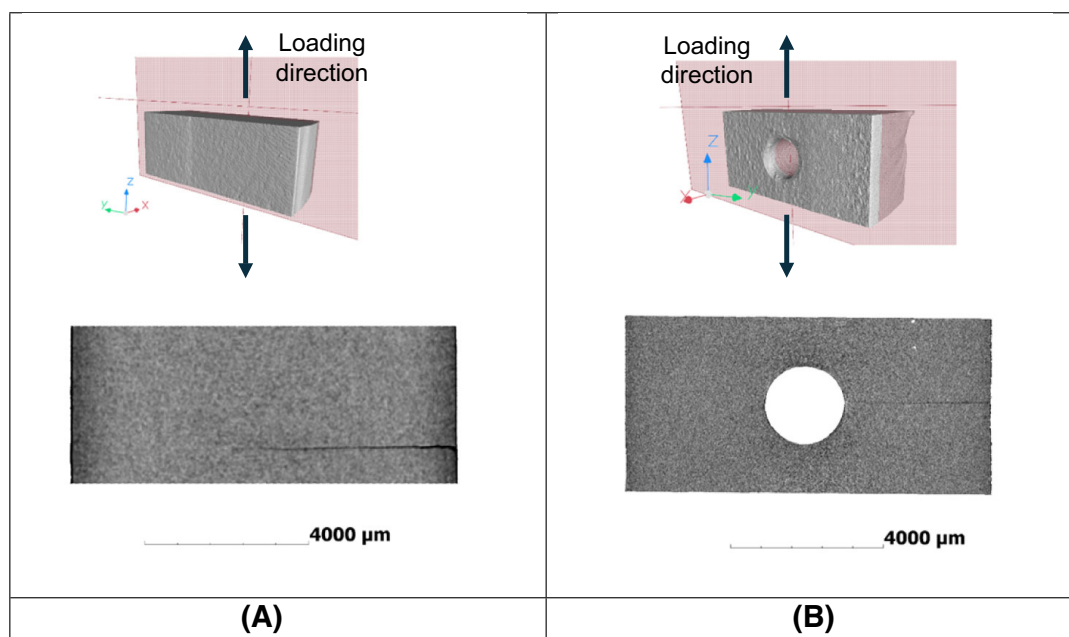 Loading
direction
z
y
x
4000 µm
(A)
Loading
direction
Z
X
Y
4000 µm
(B)